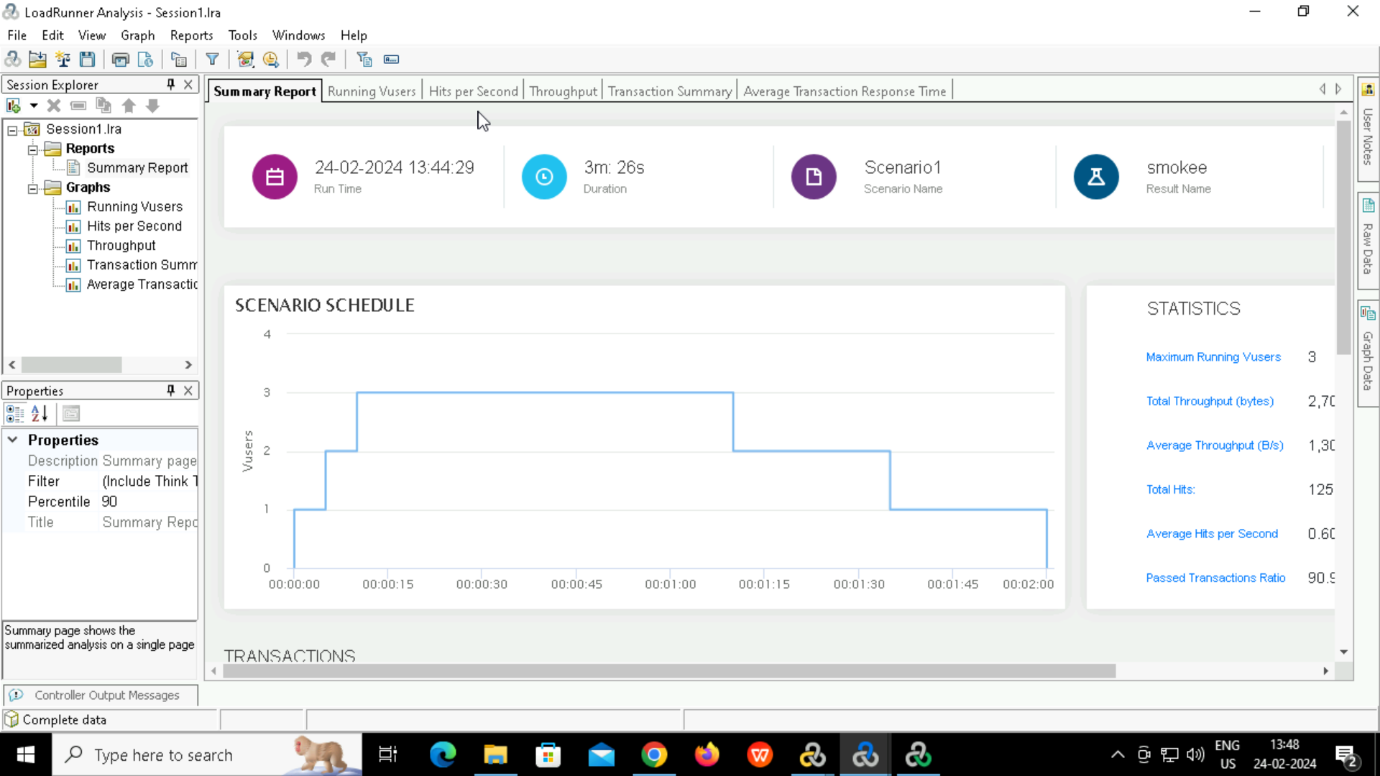 LoadRunner Analysis - Session1.lra
File Edit View Graph Reports Tools Windows Help
Session Explorer
Session1.lra
Reports
Summary Report
Graphs
Running Vusers
Hits per Second
Throughput
Transaction Summ
Average Transactic
Properties
Properties
Description Summary page
Filter (Include Think T
Percentile 90
Title Summary Repo
Summary page shows the
summarized analysis on a single page
Controller Output Messages
Complete data
Summary Report Running Vusers Hits per Second Throughput Transaction Summary Average Transaction Response Time
24-02-2024 13:44:29
Run Time
3m: 26s
Duration
Scenario1
Scenario Name
smokee
Result Name
SCENARIO SCHEDULE
4
3
2
1
0
Vusers
00:00:00 00:00:15 00:00:30 00:00:45 00:01:00 00:01:15 00:01:30 00:01:45 00:02:00
STATISTICS
Maximum Running Vusers 3
Total Throughput (bytes) 2,70
Average Throughput (B/s) 1,30
Total Hits: 125
Average Hits per Second 0.60
Passed Transactions Ratio 90.9
TRANSACTIONS
User Notes
Raw Data
Graph Data
Type here to search
ENG
US
13:48
24-02-2024
2